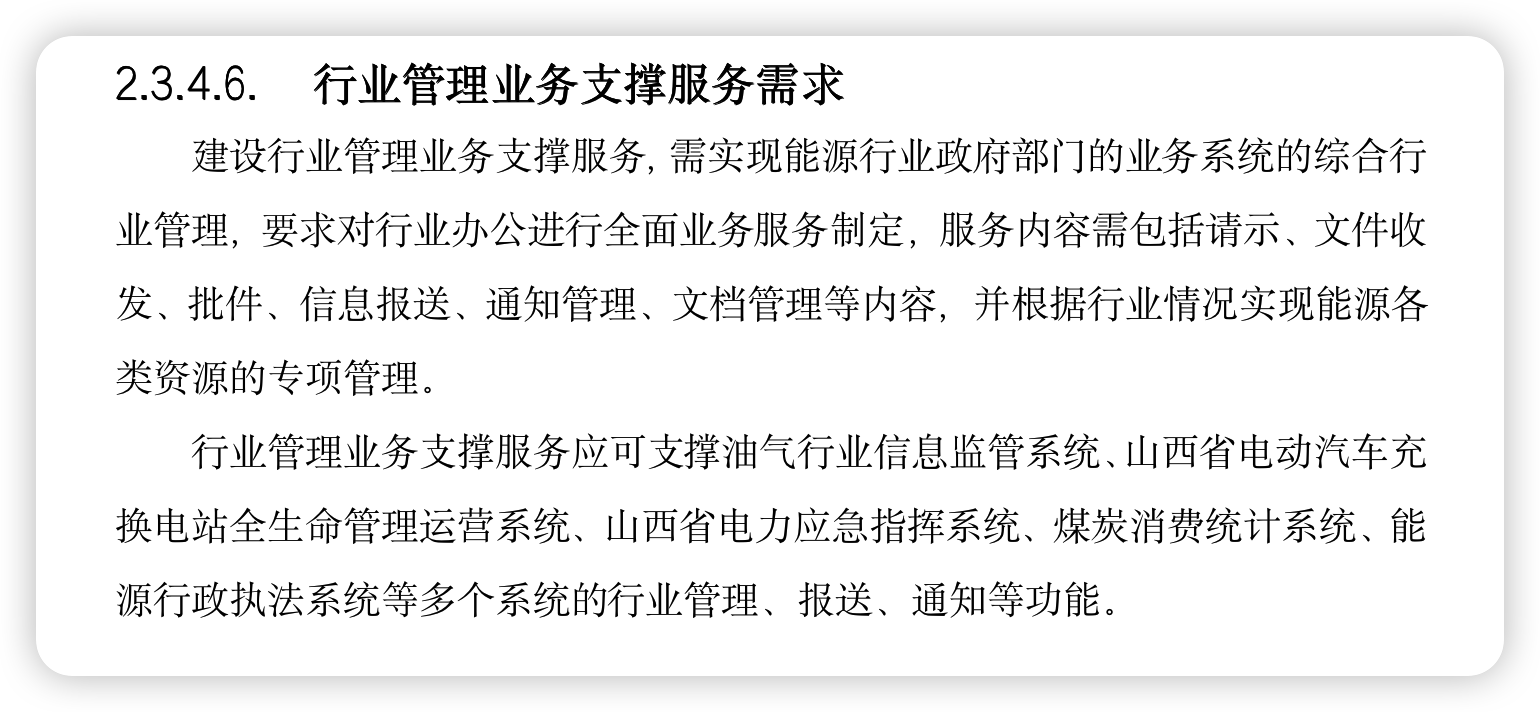 2.3.4.6. 行业管理业务支撑服务需求
建设行业管理业务支撑服务，需实现能源行业政府部门的业务系统的综合行
业管理，要求对行业办公进行全面业务服务制定，服务内容需包括请示、文件收
发、批件、信息报送、通知管理、文档管理等内容，并根据行业情况实现能源各
类资源的专项管理。
行业管理业务支撑服务应可支撑油气行业信息监管系统、山西省电动汽车充
换电站全生命管理运营系统、山西省电力应急指挥系统、煤炭消费统计系统、能
源行政执法系统等多个系统的行业管理、报送、通知等功能。